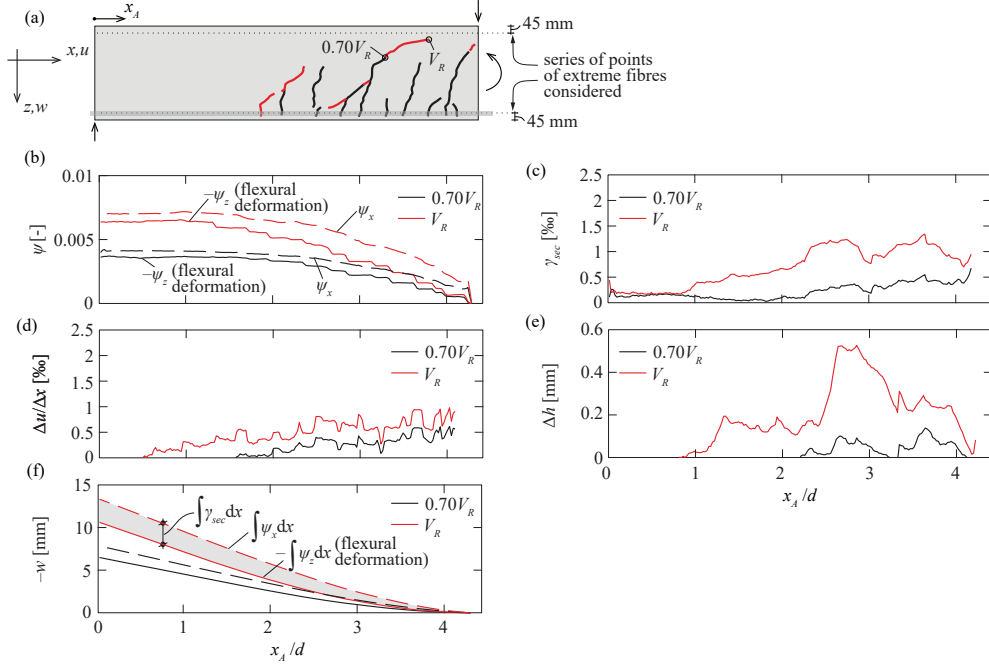 (a)
x_A
45 mm
0.70V_R
V_R
x,u
series of points
of extreme fibres
considered
z,w
45 mm
(b)
0.01
−ψ_z (flexural
deformation)
ψ_x
0.70V_R
V_R
ψ [-]
0.005
−ψ_z (flexural
deformation)
ψ_x
0
(c)
2.5
2
1.5
1
0.5
0
γ_sec [‰]
0.70V_R
V_R
(d)
2.5
2
1.5
1
0.5
0
Δu/Δx [‰]
0.70V_R
V_R
(e)
0.6
0.4
0.2
0
Δh [mm]
0.70V_R
V_R
0 1 2 3 4
x_A/d
(f)
15
10
5
0
−w [mm]
∫γ_sec dx
∫ψ_x dx
−∫ψ_z dx (flexural
deformation)
0.70V_R
V_R
0 1 2 3 4
x_A/d